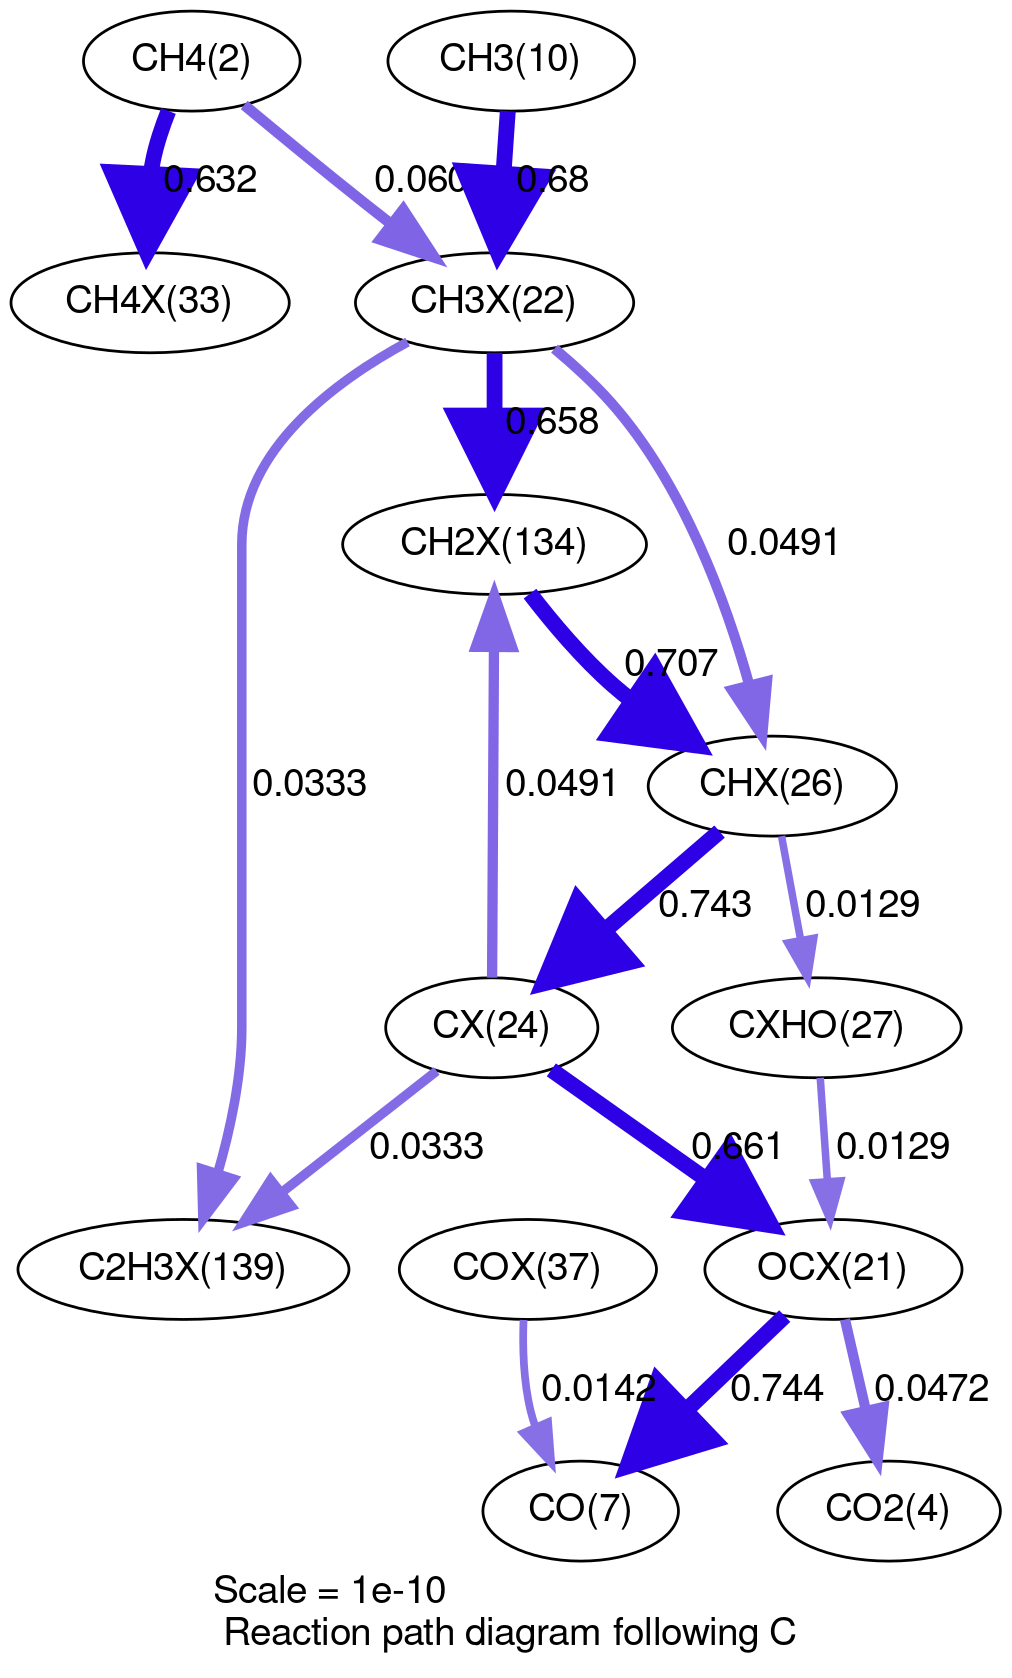 CH4(2)
CH3(10)
0.632
0.060
0.68
CH4X(33)
CH3X(22)
0.658
CH2X(134)
0.0491
0.707
0.0333
0.0491
CHX(26)
0.743
0.0129
CX(24)
CXHO(27)
0.0333
0.661
0.0129
C2H3X(139)
COX(37)
OCX(21)
0.0142
0.744
0.0472
CO(7)
CO2(4)
Scale = 1e-10
Reaction path diagram following C